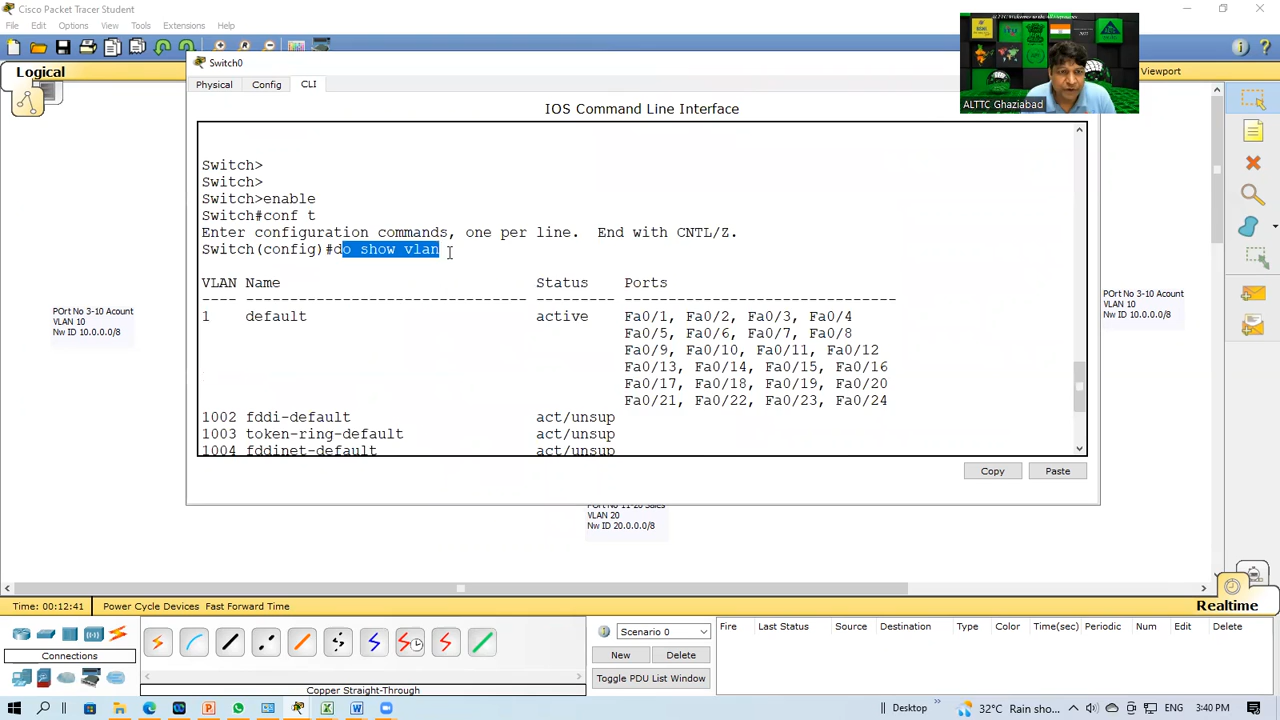 Cisco Packet Tracer Student
File Edit Options View Tools Extensions Help
Logical
Viewport
ALTTC Ghaziabad
Switch0
Physical Config CLI
IOS Command Line Interface
Switch>
Switch>
Switch>enable
Switch#conf t
Enter configuration commands, one per line.  End with CNTL/Z.
Switch(config)#do show vlan
VLAN Name Status Ports
---- -------------------------------- --------- -------------------------------
1 default active Fa0/1, Fa0/2, Fa0/3, Fa0/4
Fa0/5, Fa0/6, Fa0/7, Fa0/8
Fa0/9, Fa0/10, Fa0/11, Fa0/12
Fa0/13, Fa0/14, Fa0/15, Fa0/16
Fa0/17, Fa0/18, Fa0/19, Fa0/20
Fa0/21, Fa0/22, Fa0/23, Fa0/24
1002 fddi-default act/unsup
1003 token-ring-default act/unsup
1004 fddinet-default act/unsup
Copy Paste
POrt No 3-10 Acount
VLAN 10
Nw ID 10.0.0.0/8
POrt No 3-10 Acount
VLAN 10
Nw ID 10.0.0.0/8
POrt No 11-20 Sales
VLAN 20
Nw ID 20.0.0.0/8
Time: 00:12:41 Power Cycle Devices Fast Forward Time
Realtime
Connections
Copper Straight-Through
Scenario 0
New Delete
Toggle PDU List Window
Fire Last Status Source Destination Type Color Time(sec) Periodic Num Edit Delete
Desktop 32°C Rain sho... ENG 3:40 PM